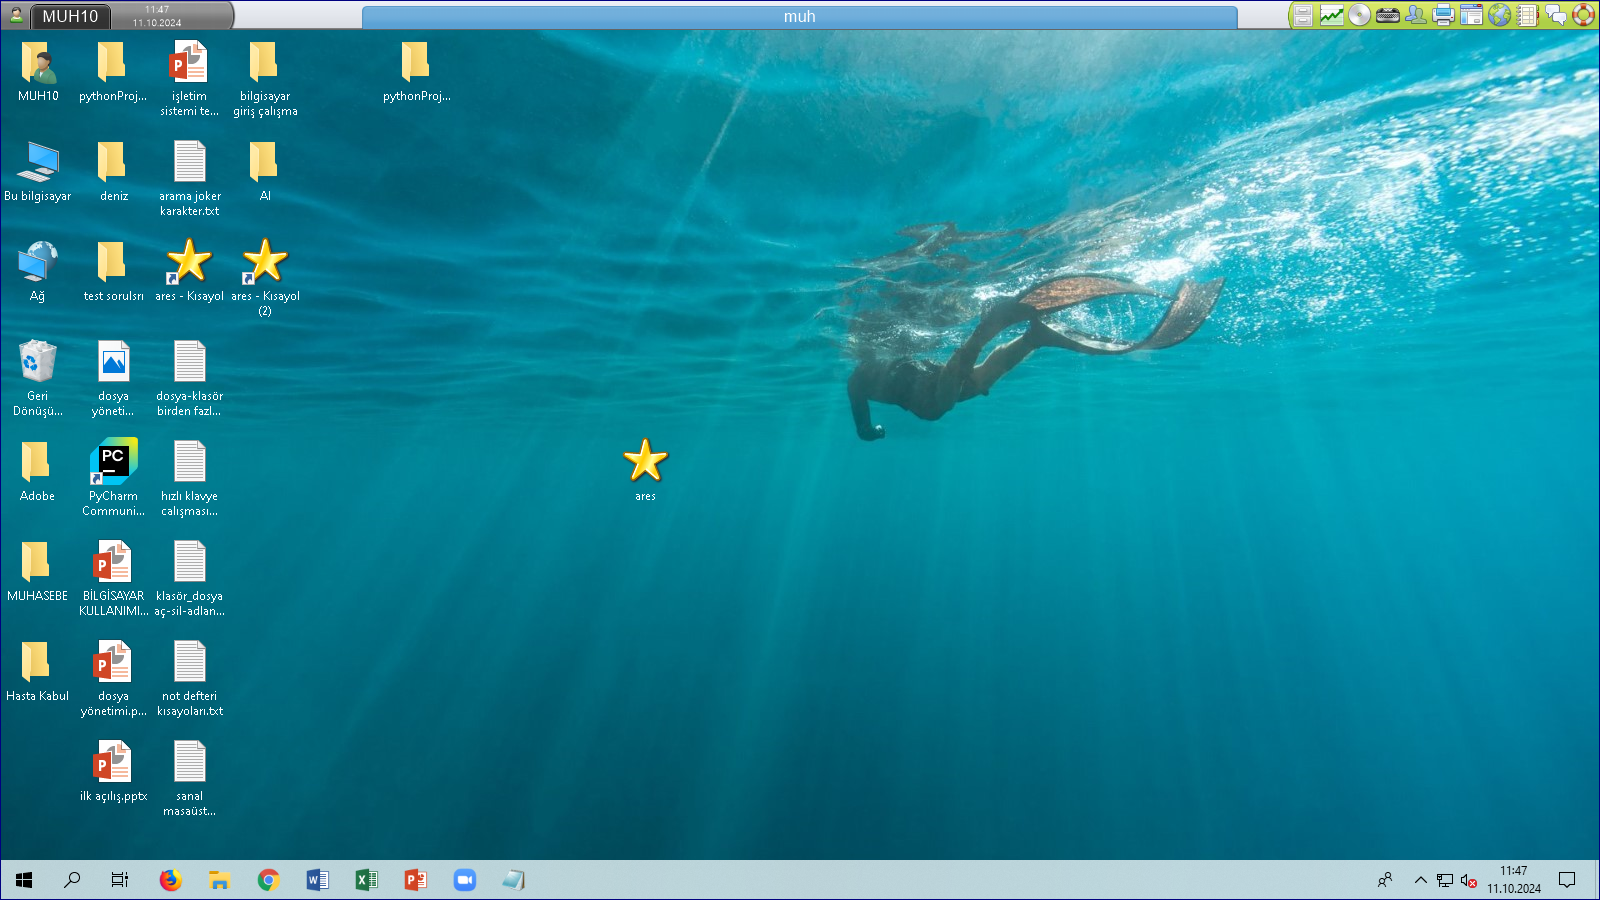 MUH10
11:47
11.10.2024
muh
MUH10
pythonProj...
işletim
sistemi te...
bilgisayar
giriş çalışma
pythonProj...
Bu bilgisayar
deniz
arama joker
karakter.txt
AI
Ağ
test sorulsrı
ares - Kısayol
ares - Kısayol
(2)
Geri
Dönüşü...
dosya
yöneti...
dosya-klasör
birden fazl...
Adobe
PC
PyCharm
Communi...
hızlı klavye
calışması...
ares
MUHASEBE
BİLGİSAYAR
KULLANIMI...
klasör_dosya
aç-sil-adlan...
Hasta Kabul
dosya
yönetimi.p...
not defteri
kısayoları.txt
ilk açılış.pptx
sanal
masaüst...
11:47
11.10.2024